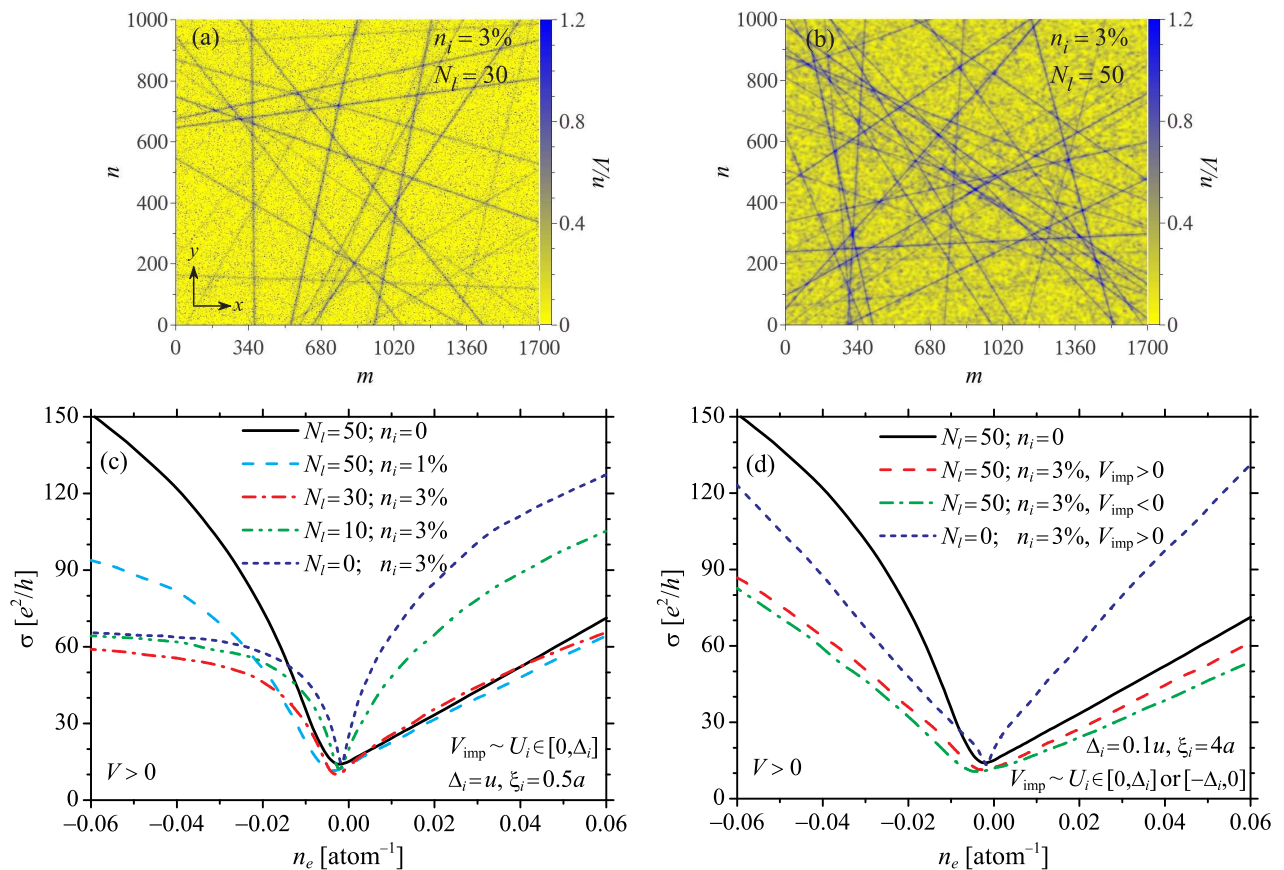 (a)
n_i = 3%
N_l = 30
1000
800
600
400
200
0
n
y
x
0 340 680 1020 1360 1700
m
1.2
0.8
0.4
0
V/u
(b)
n_i = 3%
N_l = 50
1000
800
600
400
200
0
n
0 340 680 1020 1360 1700
m
1.2
0.8
0.4
0
V/u
(c)
150
120
90
60
30
0
σ [e²/h]
N_l=50; n_i=0
N_l=50; n_i=1%
N_l=30; n_i=3%
N_l=10; n_i=3%
N_l=0; n_i=3%
V_imp ~ U_i∈[0,Δ_i]
Δ_i=u, ξ_i=0.5a
V>0
−0.06 −0.04 −0.02 0.00 0.02 0.04 0.06
n_e [atom⁻¹]
(d)
150
120
90
60
30
0
σ [e²/h]
N_l=50; n_i=0
N_l=50; n_i=3%, V_imp>0
N_l=50; n_i=3%, V_imp<0
N_l=0; n_i=3%, V_imp>0
Δ_i=0.1u, ξ_i=4a
V>0
V_imp ~ U_i∈[0,Δ_i] or [−Δ_i,0]
−0.06 −0.04 −0.02 0.00 0.02 0.04 0.06
n_e [atom⁻¹]